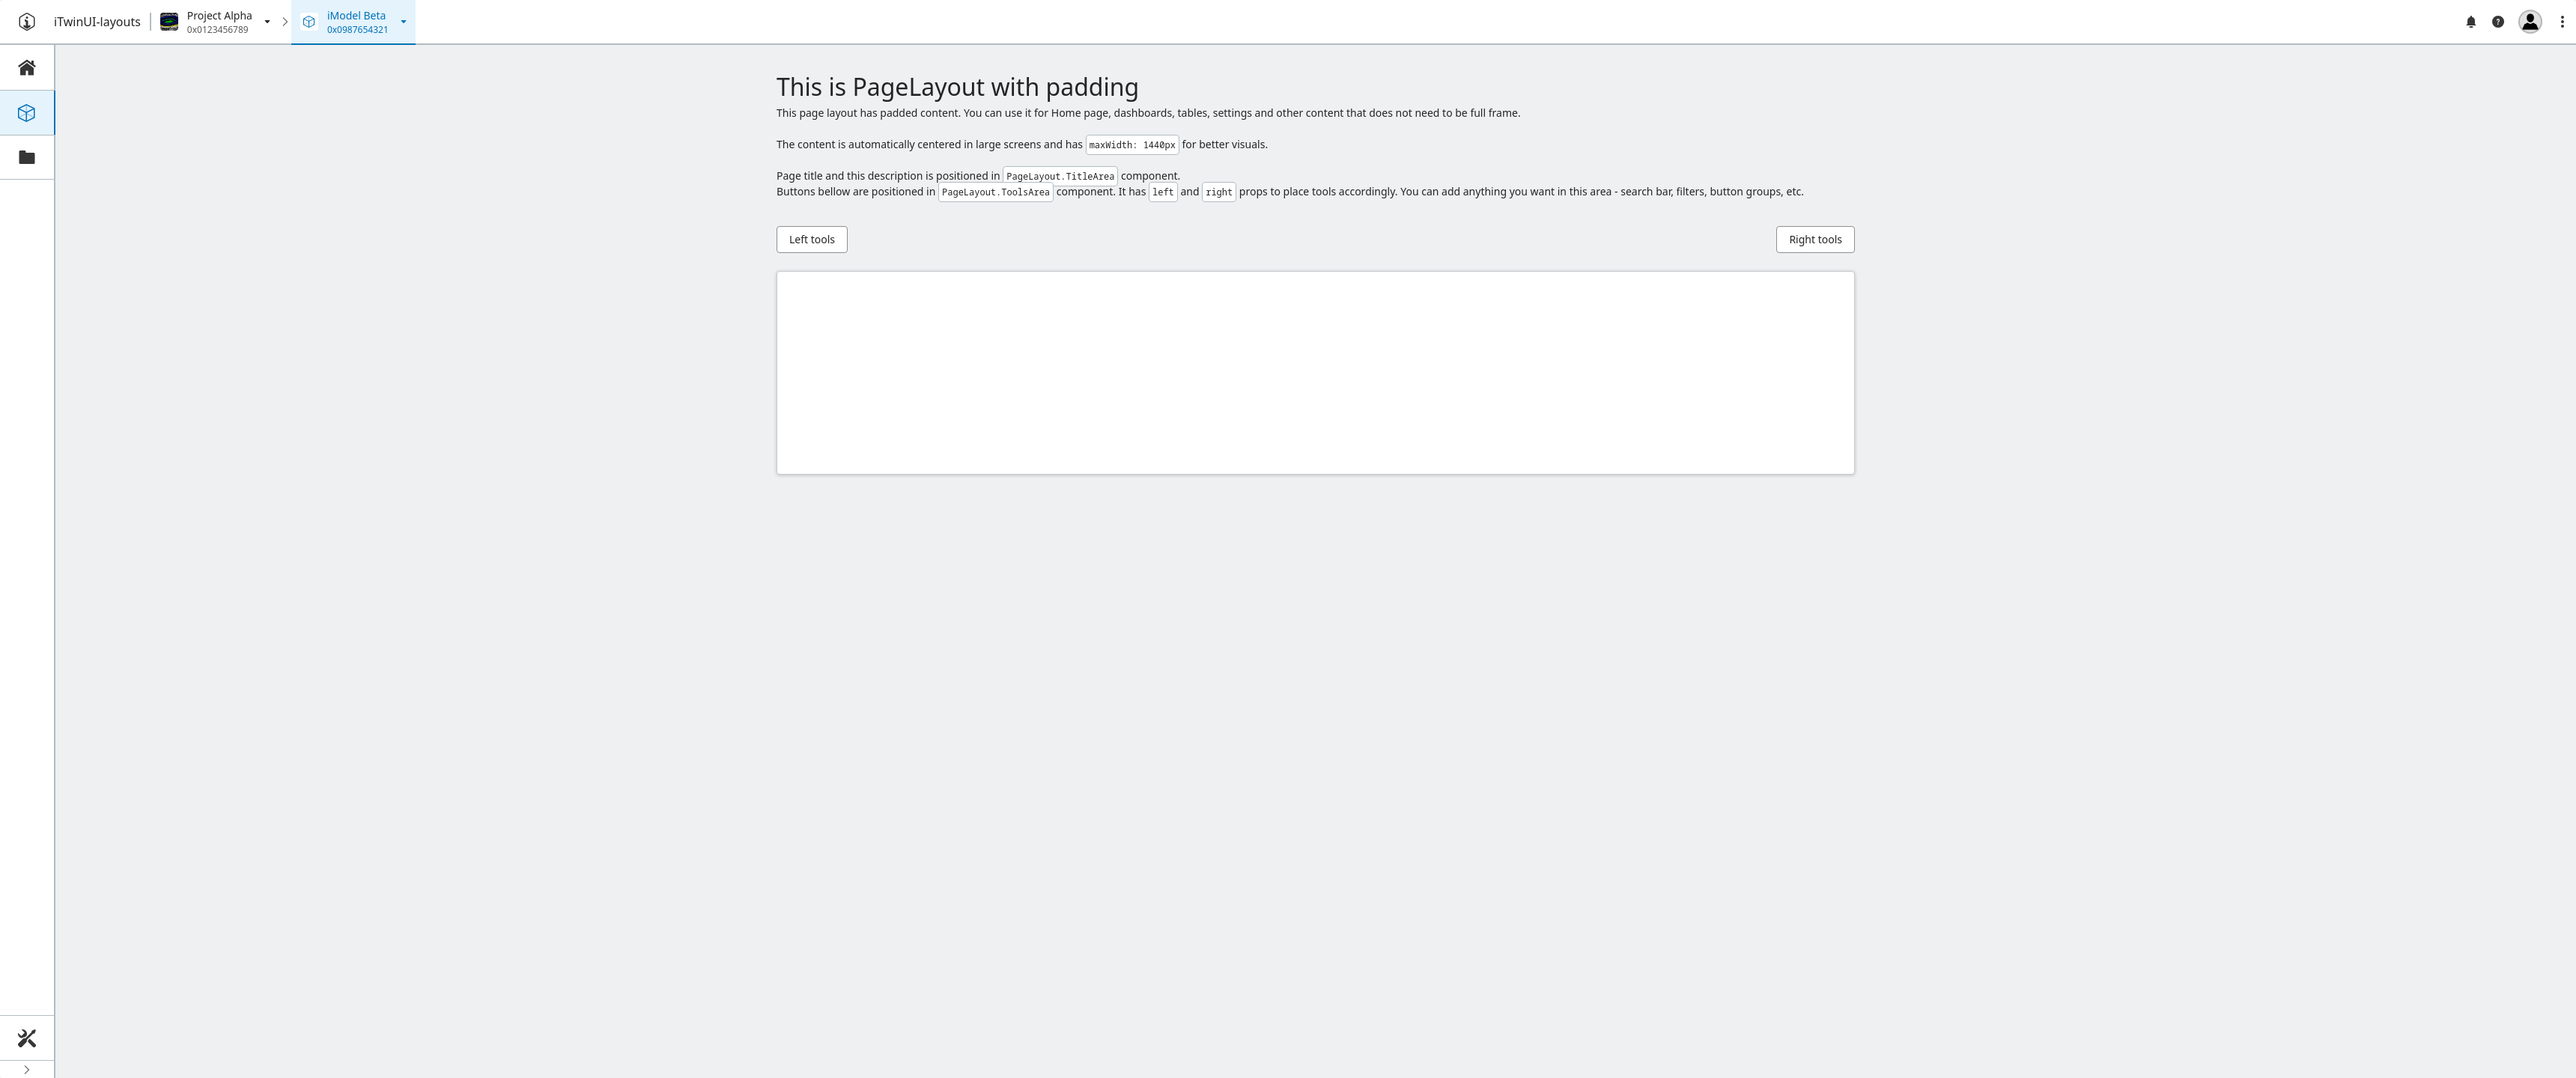 iTwinUI-layouts
Project Alpha
0x0123456789
iModel Beta
0x0987654321
This is PageLayout with padding
This page layout has padded content. You can use it for Home page, dashboards, tables, settings and other content that does not need to be full frame.
The content is automatically centered in large screens and has maxWidth: 1440px for better visuals.
Page title and this description is positioned in PageLayout.TitleArea component.
Buttons bellow are positioned in PageLayout.ToolsArea component. It has left and right props to place tools accordingly. You can add anything you want in this area - search bar, filters, button groups, etc.
Left tools
Right tools